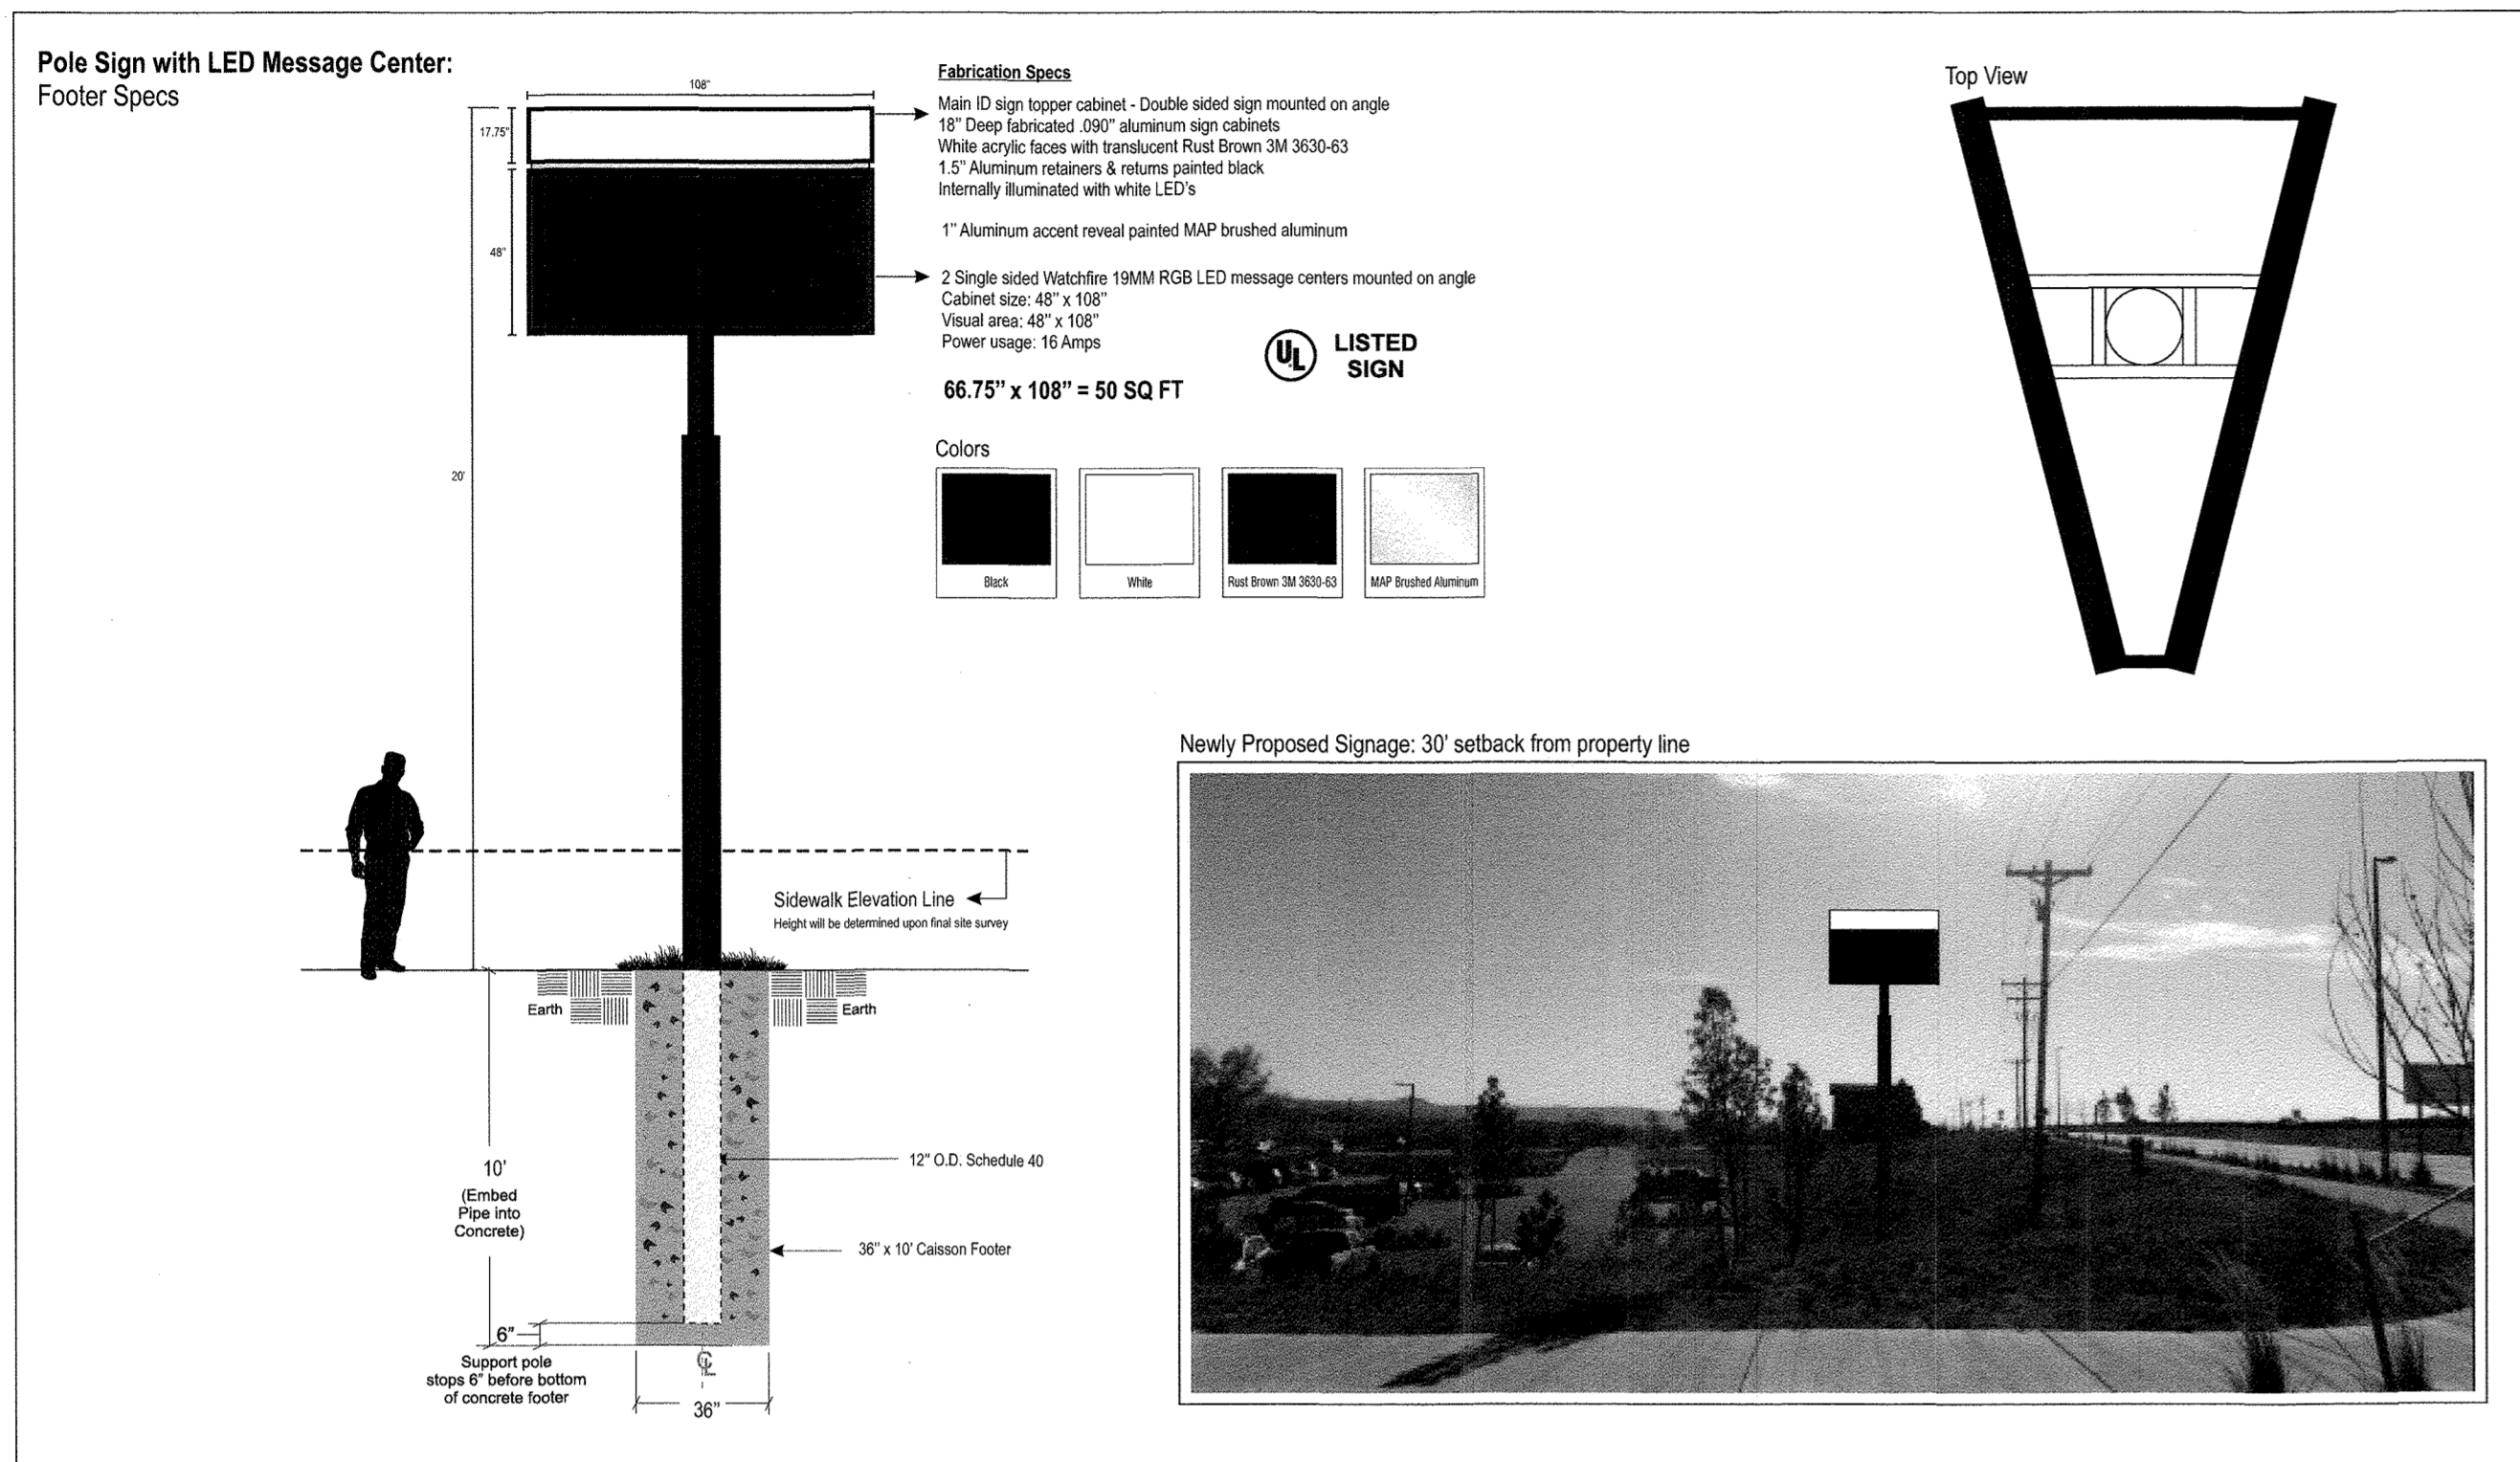 Pole Sign with LED Message Center:
Footer Specs
108"
17.75"
48"
20'
Fabrication Specs
Main ID sign topper cabinet - Double sided sign mounted on angle
18" Deep fabricated .090" aluminum sign cabinets
White acrylic faces with translucent Rust Brown 3M 3630-63
1.5" Aluminum retainers & returns painted black
Internally illuminated with white LED's
1" Aluminum accent reveal painted MAP brushed aluminum
2 Single sided Watchfire 19MM RGB LED message centers mounted on angle
Cabinet size: 48" x 108"
Visual area: 48" x 108"
Power usage: 16 Amps
UL
LISTED
SIGN
66.75" x 108" = 50 SQ FT
Colors
Black
White
Rust Brown 3M 3630-63
MAP Brushed Aluminum
Top View
Sidewalk Elevation Line
Height will be determined upon final site survey
Earth
Earth
10'
(Embed
Pipe into
Concrete)
12" O.D. Schedule 40
36" x 10' Caisson Footer
6"
Support pole
stops 6" before bottom
of concrete footer
CL
36"
Newly Proposed Signage: 30' setback from property line